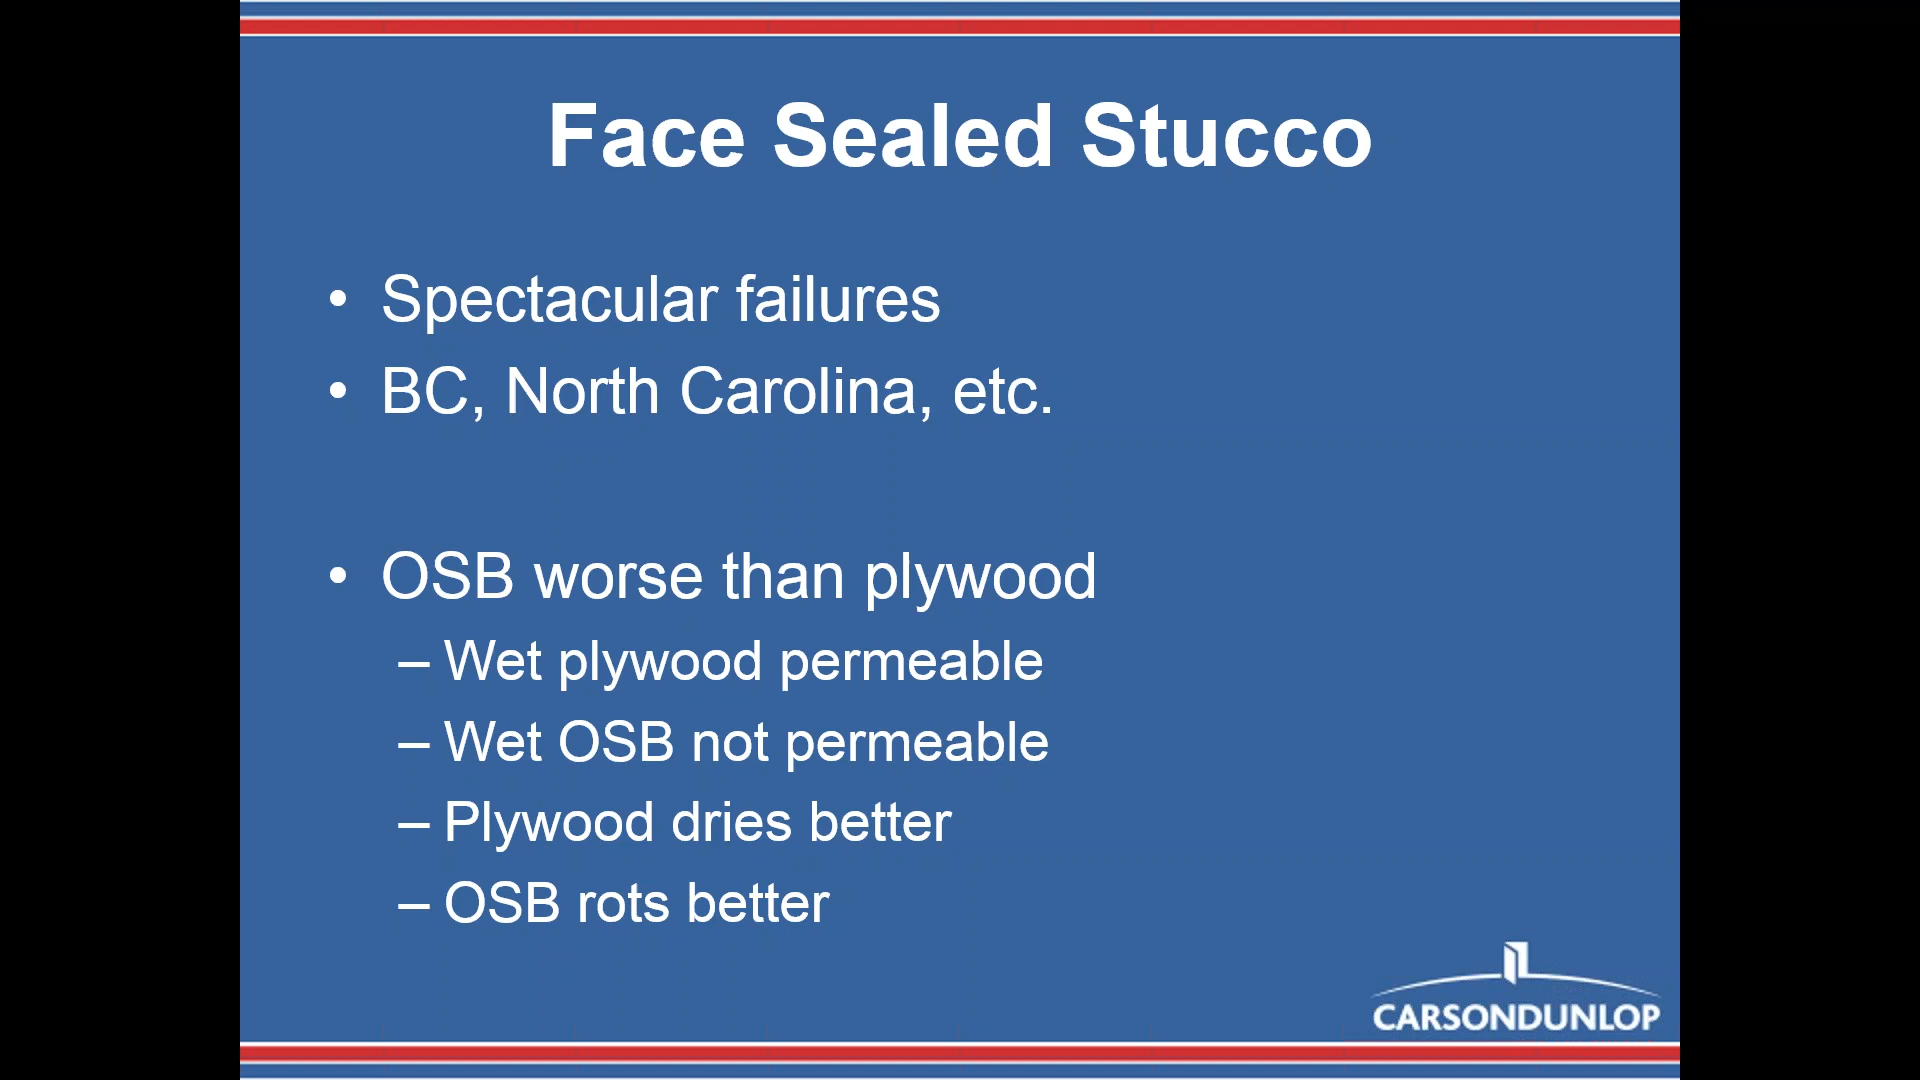 Face Sealed Stucco
• Spectacular failures
• BC, North Carolina, etc.
• OSB worse than plywood
– Wet plywood permeable
– Wet OSB not permeable
– Plywood dries better
– OSB rots better
CARSONDUNLOP